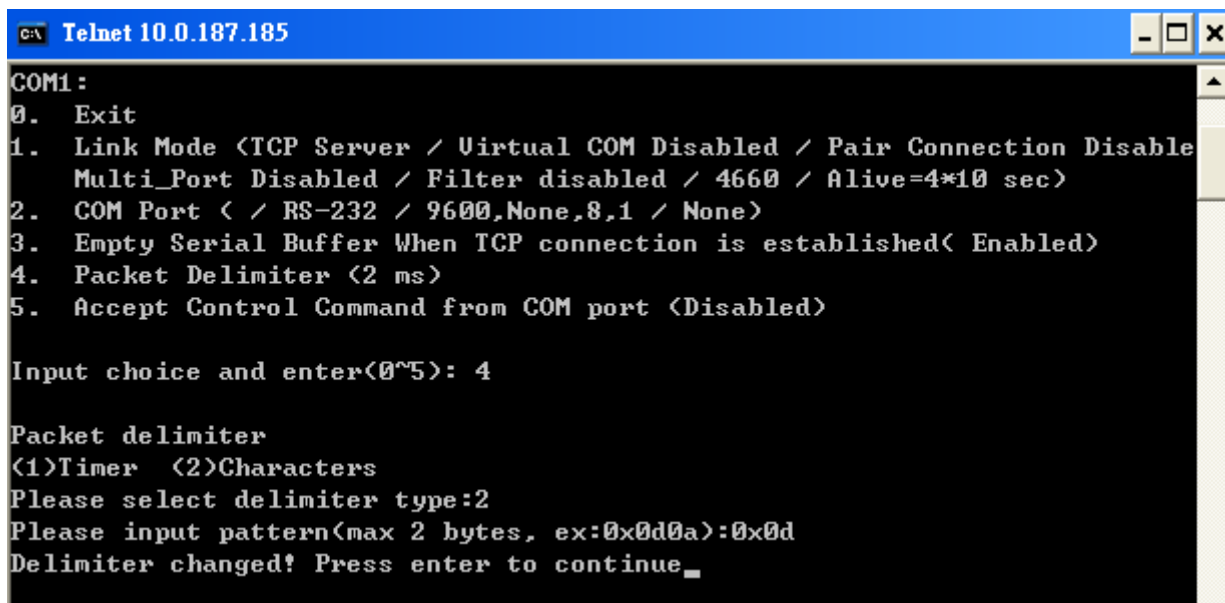 C:\ Telnet 10.0.187.185
COM1:
0. Exit
1. Link Mode (TCP Server / Virtual COM Disabled / Pair Connection Disable
Multi_Port Disabled / Filter disabled / 4660 / Alive=4*10 sec)
2. COM Port ( / RS-232 / 9600,None,8,1 / None)
3. Empty Serial Buffer When TCP connection is established( Enabled)
4. Packet Delimiter (2 ms)
5. Accept Control Command from COM port (Disabled)
Input choice and enter(0~5): 4
Packet delimiter
(1)Timer (2)Characters
Please select delimiter type:2
Please input pattern(max 2 bytes, ex:0x0d0a):0x0d
Delimiter changed! Press enter to continue_